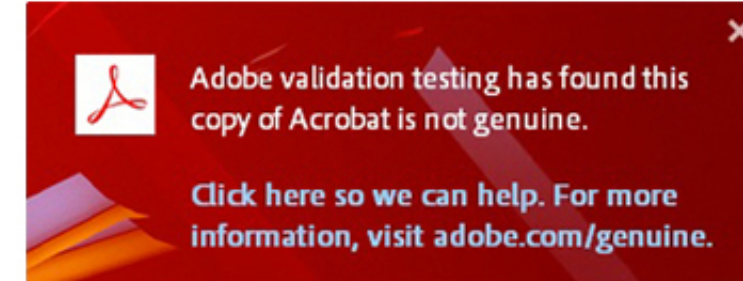 Adobe validation testing has found this
copy of Acrobat is not genuine.
Click here so we can help. For more
information, visit adobe.com/genuine.